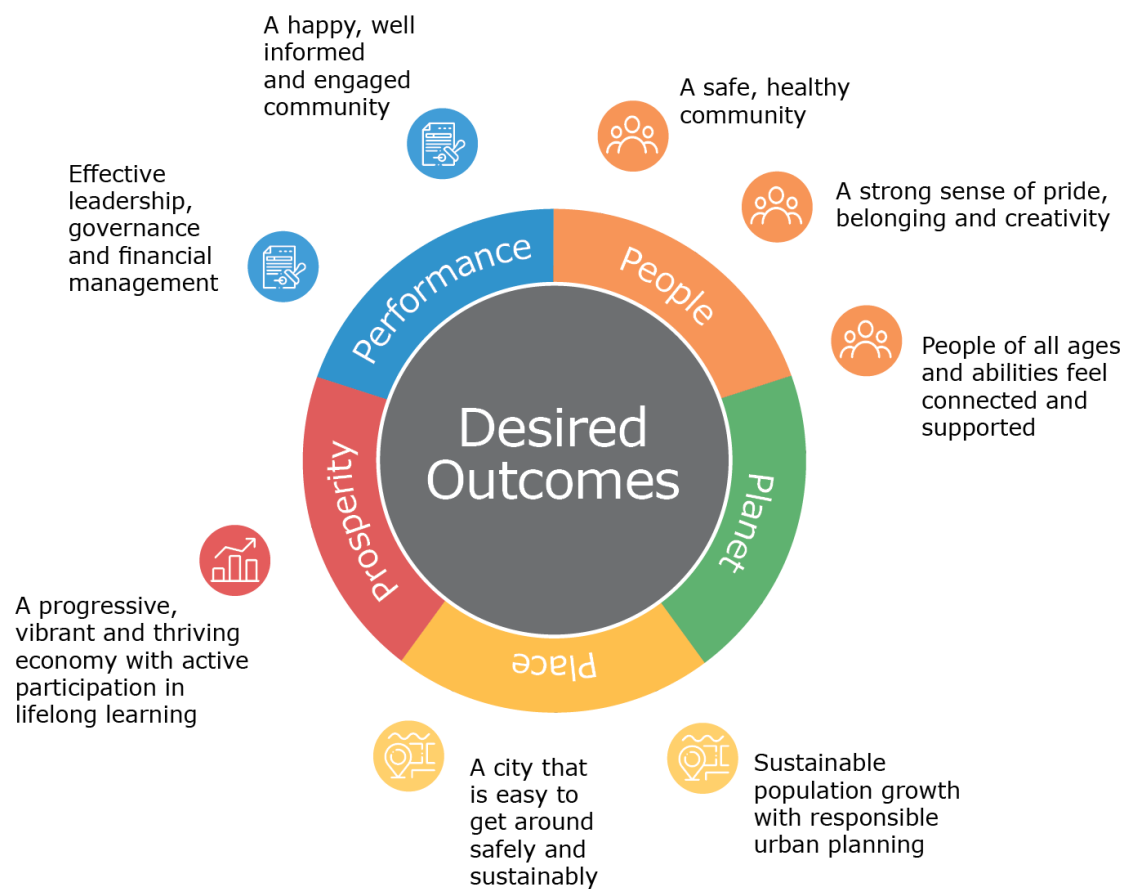 A happy, well
informed
and engaged
community
A safe, healthy
community
Effective
leadership,
governance
and financial
management
A strong sense of pride,
belonging and creativity
People of all ages
and abilities feel
connected and
supported
Performance
People
Planet
Place
Prosperity
Desired
Outcomes
A progressive,
vibrant and thriving
economy with active
participation in
lifelong learning
A city that
is easy to
get around
safely and
sustainably
Sustainable
population growth
with responsible
urban planning